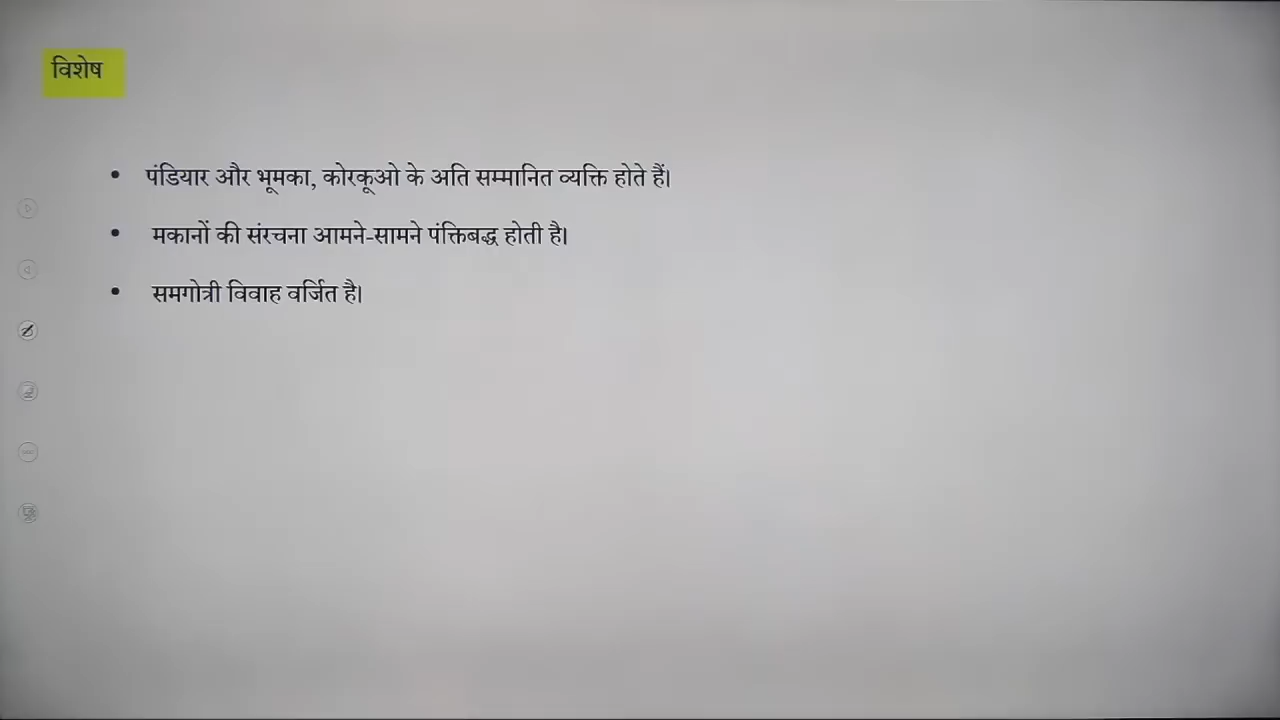 विशेष
• पंडियार और भूमका, कोरकूओ के अति सम्मानित व्यक्ति होते हैं।
• मकानों की संरचना आमने-सामने पंक्तिबद्ध होती है।
• समगोत्री विवाह वर्जित है।